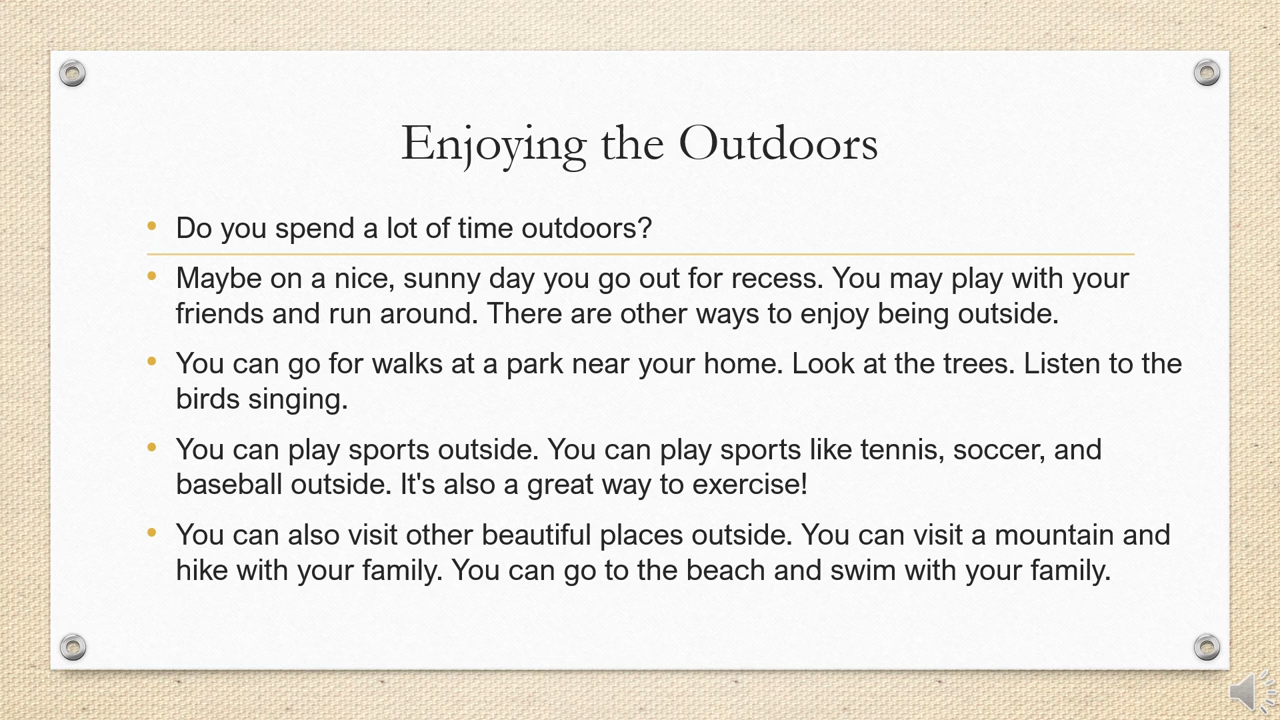 Enjoying the Outdoors
• Do you spend a lot of time outdoors?
• Maybe on a nice, sunny day you go out for recess. You may play with your
friends and run around. There are other ways to enjoy being outside.
• You can go for walks at a park near your home. Look at the trees. Listen to the
birds singing.
• You can play sports outside. You can play sports like tennis, soccer, and
baseball outside. It's also a great way to exercise!
• You can also visit other beautiful places outside. You can visit a mountain and
hike with your family. You can go to the beach and swim with your family.